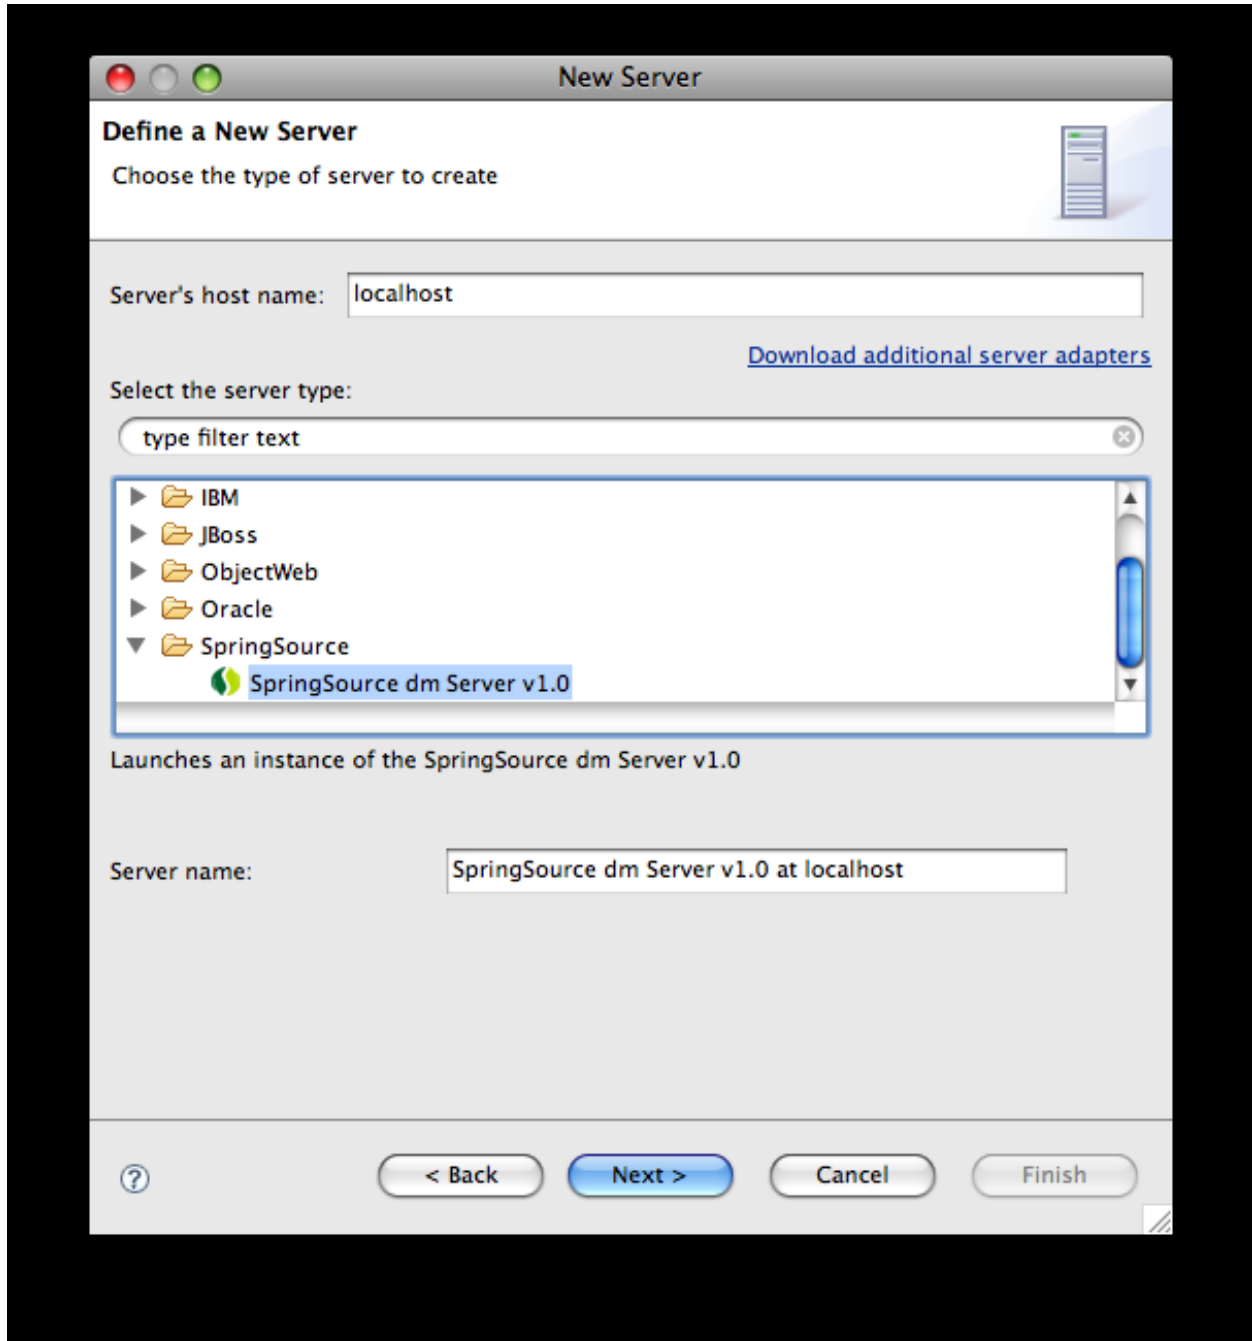 New Server
Define a New Server
Choose the type of server to create
Server's host name: localhost
Download additional server adapters
Select the server type:
type filter text
IBM
JBoss
ObjectWeb
Oracle
SpringSource
SpringSource dm Server v1.0
Launches an instance of the SpringSource dm Server v1.0
Server name: SpringSource dm Server v1.0 at localhost
? < Back Next > Cancel Finish